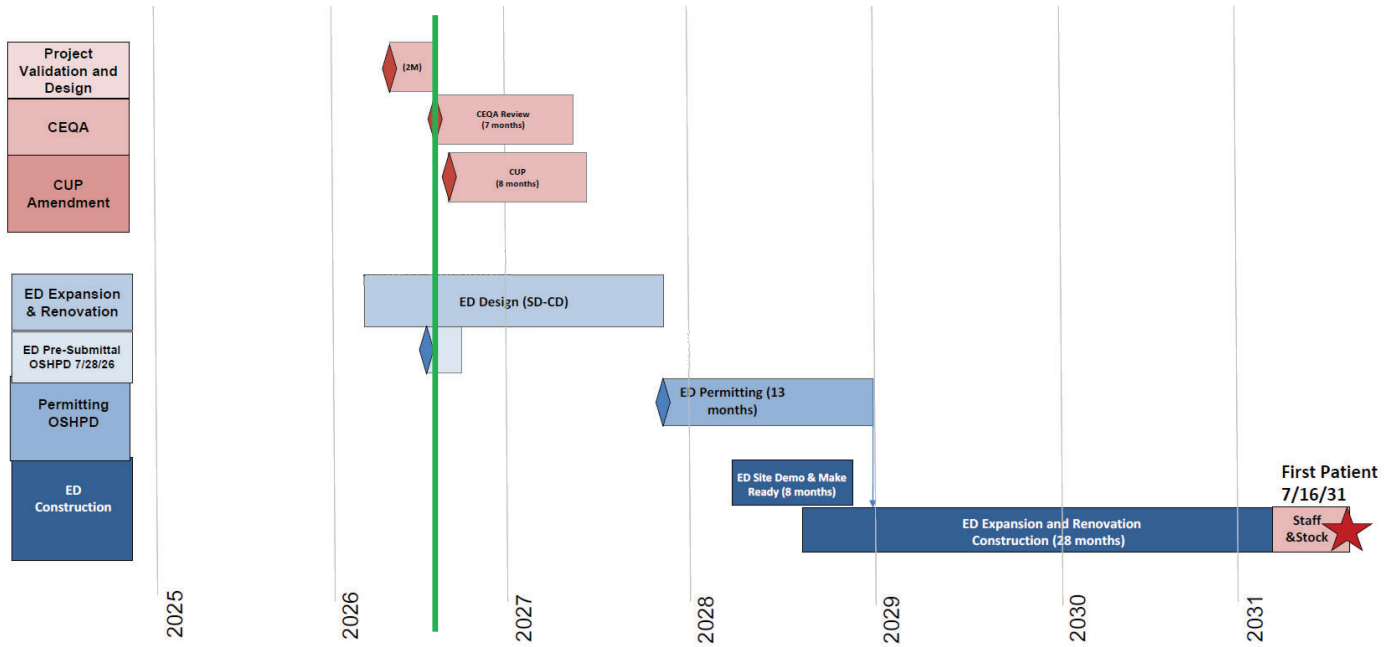 Project
Validation and
Design
(2M)
CEQA
CEQA Review
(7 months)
CUP
Amendment
CUP
(8 months)
ED Expansion
& Renovation
ED Design (SD-CD)
ED Pre-Submittal
OSHPD 7/28/26
Permitting
OSHPD
ED Permitting (13
months)
ED
Construction
ED Site Demo & Make
Ready (8 months)
ED Expansion and Renovation
Construction (28 months)
First Patient
7/16/31
Staff
&Stock
2025
2026
2027
2028
2029
2030
2031